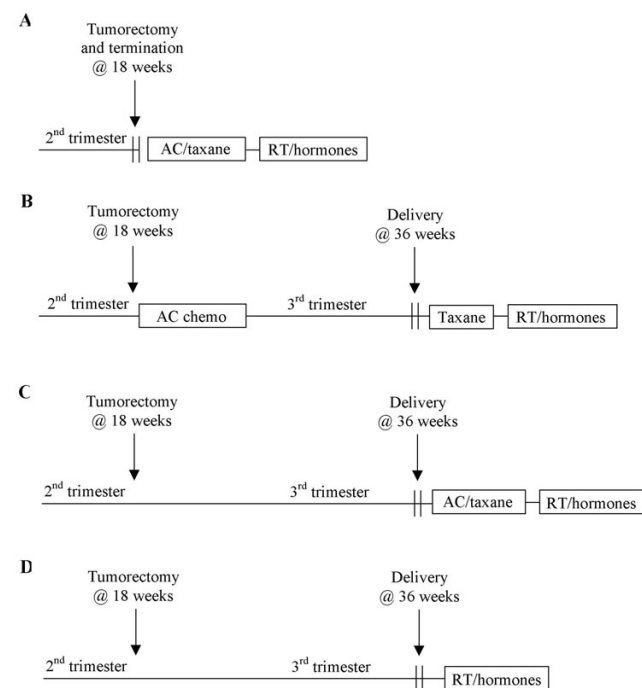 A
Tumorectomy
and termination
@ 18 weeks
2nd trimester
AC/taxane
RT/hormones
B
Tumorectomy
@ 18 weeks
Delivery
@ 36 weeks
2nd trimester
AC chemo
3rd trimester
Taxane
RT/hormones
C
Tumorectomy
@ 18 weeks
Delivery
@ 36 weeks
2nd trimester
3rd trimester
AC/taxane
RT/hormones
D
Tumorectomy
@ 18 weeks
Delivery
@ 36 weeks
2nd trimester
3rd trimester
RT/hormones